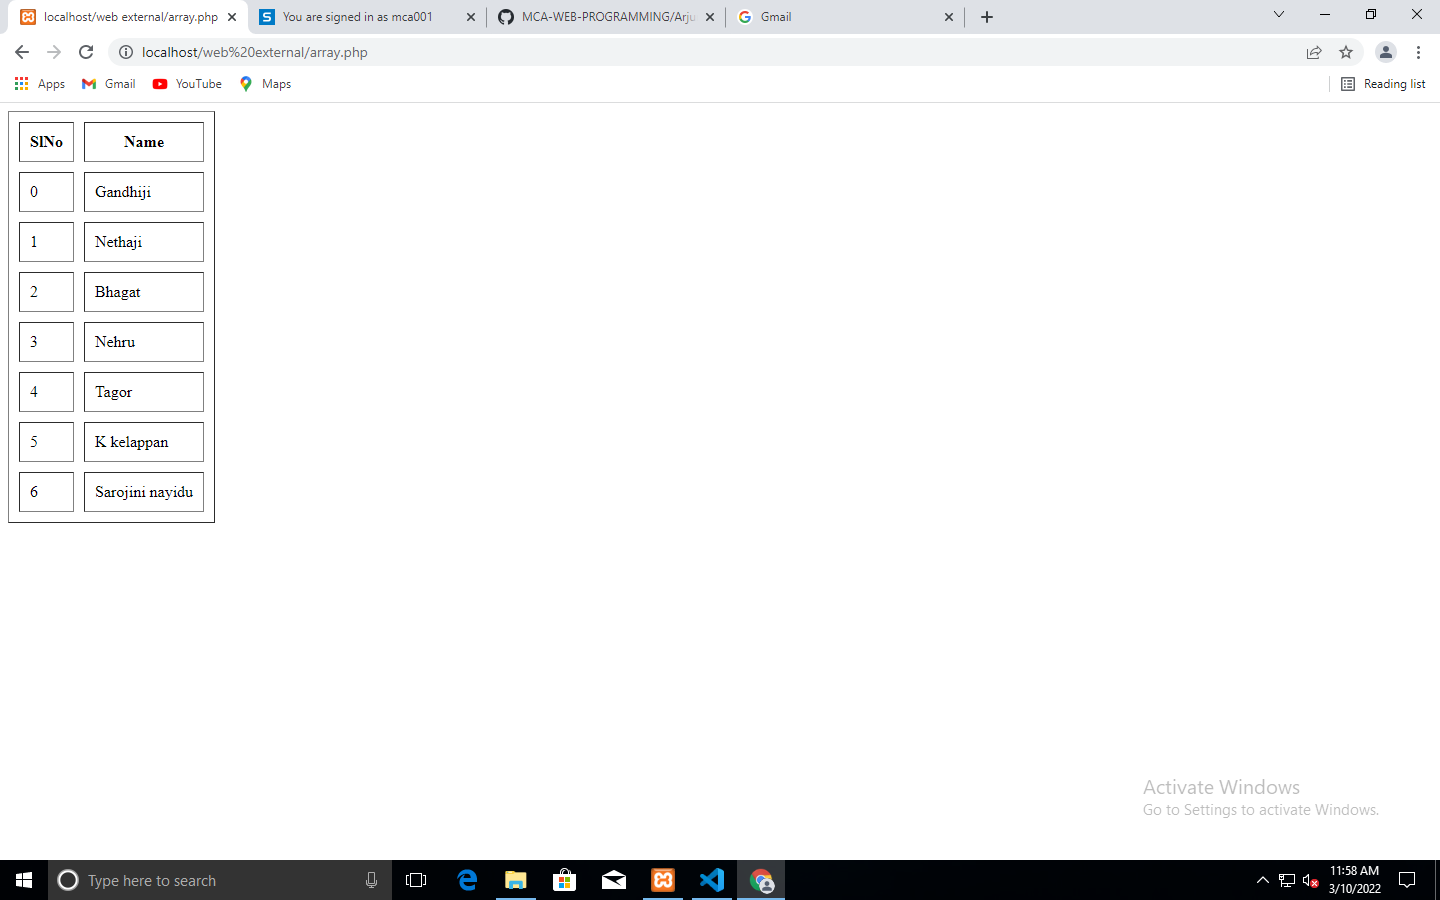 localhost/web external/array.php
You are signed in as mca001
MCA-WEB-PROGRAMMING/Arju
Gmail
localhost/web%20external/array.php
Apps
Gmail
YouTube
Maps
Reading list
SlNo Name
0 Gandhiji
1 Nethaji
2 Bhagat
3 Nehru
4 Tagor
5 K kelappan
6 Sarojini nayidu
Activate Windows
Go to Settings to activate Windows.
Type here to search
11:58 AM
3/10/2022